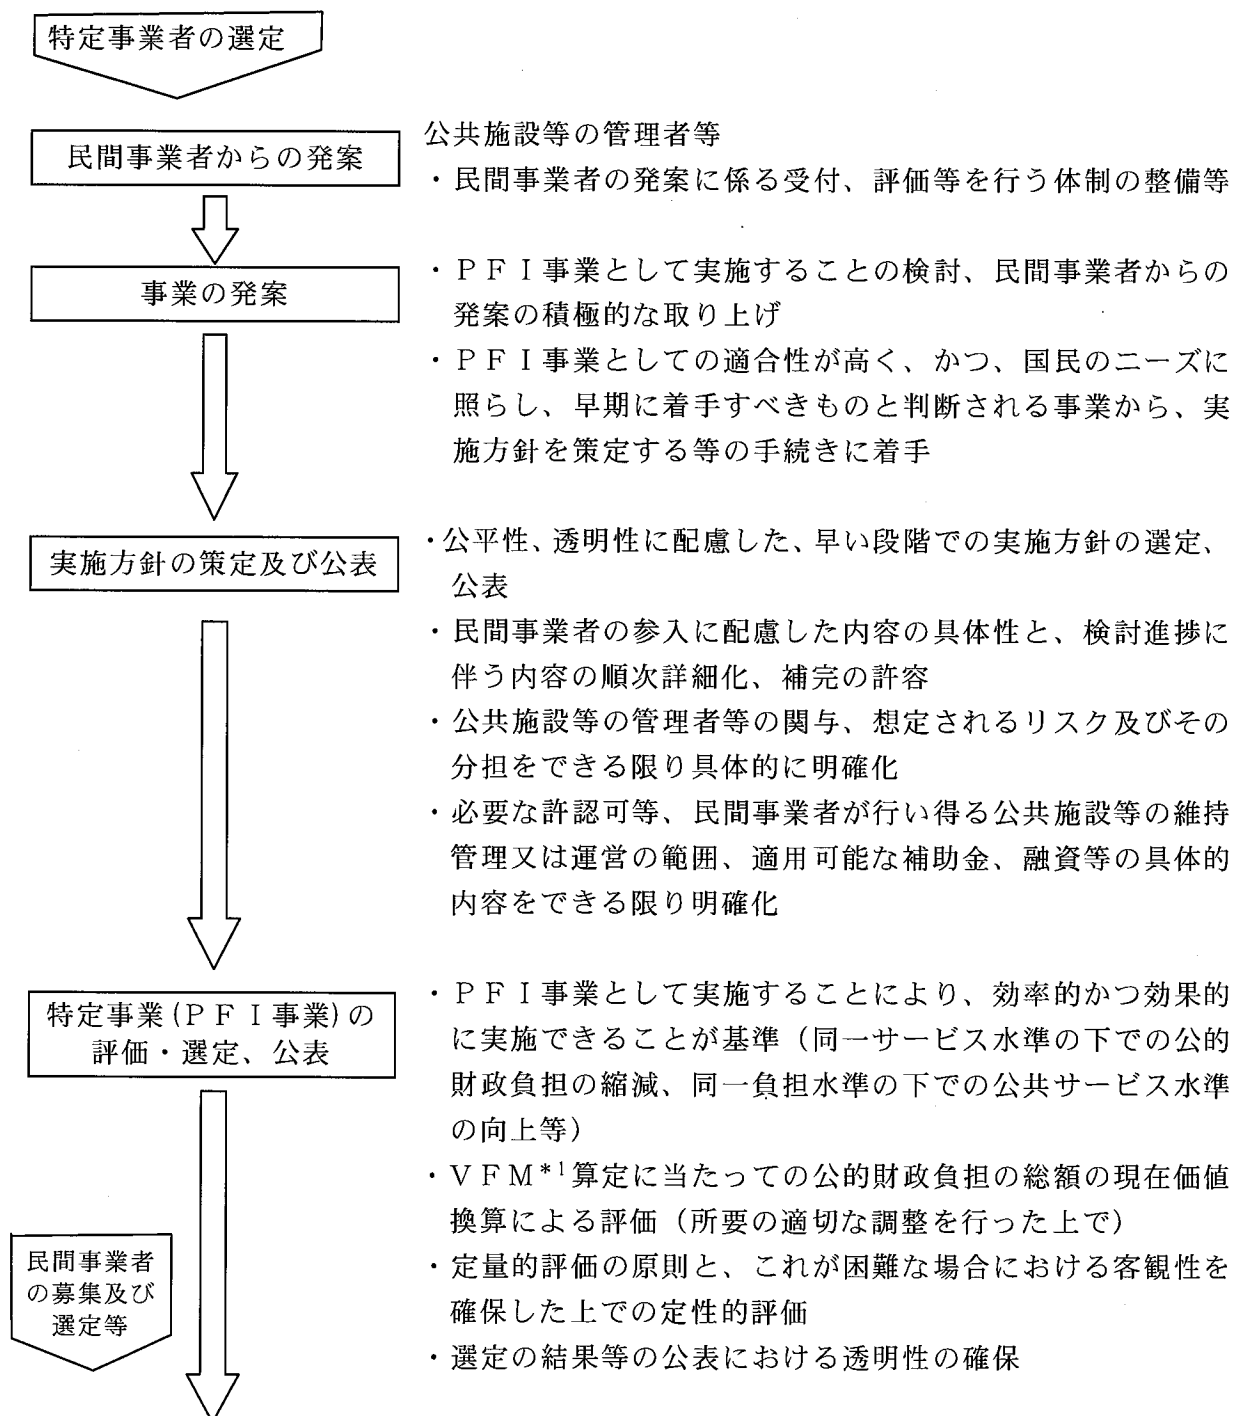 特定事業者の選定
民間事業者からの発案
公共施設等の管理者等
・民間事業者の発案に係る受付、評価等を行う体制の整備等
事業の発案
・ＰＦＩ事業として実施することの検討、民間事業者からの
発案の積極的な取り上げ
・ＰＦＩ事業としての適合性が高く、かつ、国民のニーズに
照らし、早期に着手すべきものと判断される事業から、実
施方針を策定する等の手続きに着手
実施方針の策定及び公表
・公平性、透明性に配慮した、早い段階での実施方針の選定、
公表
・民間事業者の参入に配慮した内容の具体性と、検討進捗に
伴う内容の順次詳細化、補完の許容
・公共施設等の管理者等の関与、想定されるリスク及びその
分担をできる限り具体的に明確化
・必要な許認可等、民間事業者が行い得る公共施設等の維持
管理又は運営の範囲、適用可能な補助金、融資等の具体的
内容をできる限り明確化
特定事業(ＰＦＩ事業)の
評価・選定、公表
・ＰＦＩ事業として実施することにより、効率的かつ効果的
に実施できることが基準（同一サービス水準の下での公的
財政負担の縮減、同一負担水準の下での公共サービス水準
の向上等）
・ＶＦＭ*1算定に当たっての公的財政負担の総額の現在価値
換算による評価（所要の適切な調整を行った上で）
・定量的評価の原則と、これが困難な場合における客観性を
確保した上での定性的評価
・選定の結果等の公表における透明性の確保
民間事業者
の募集及び
選定等